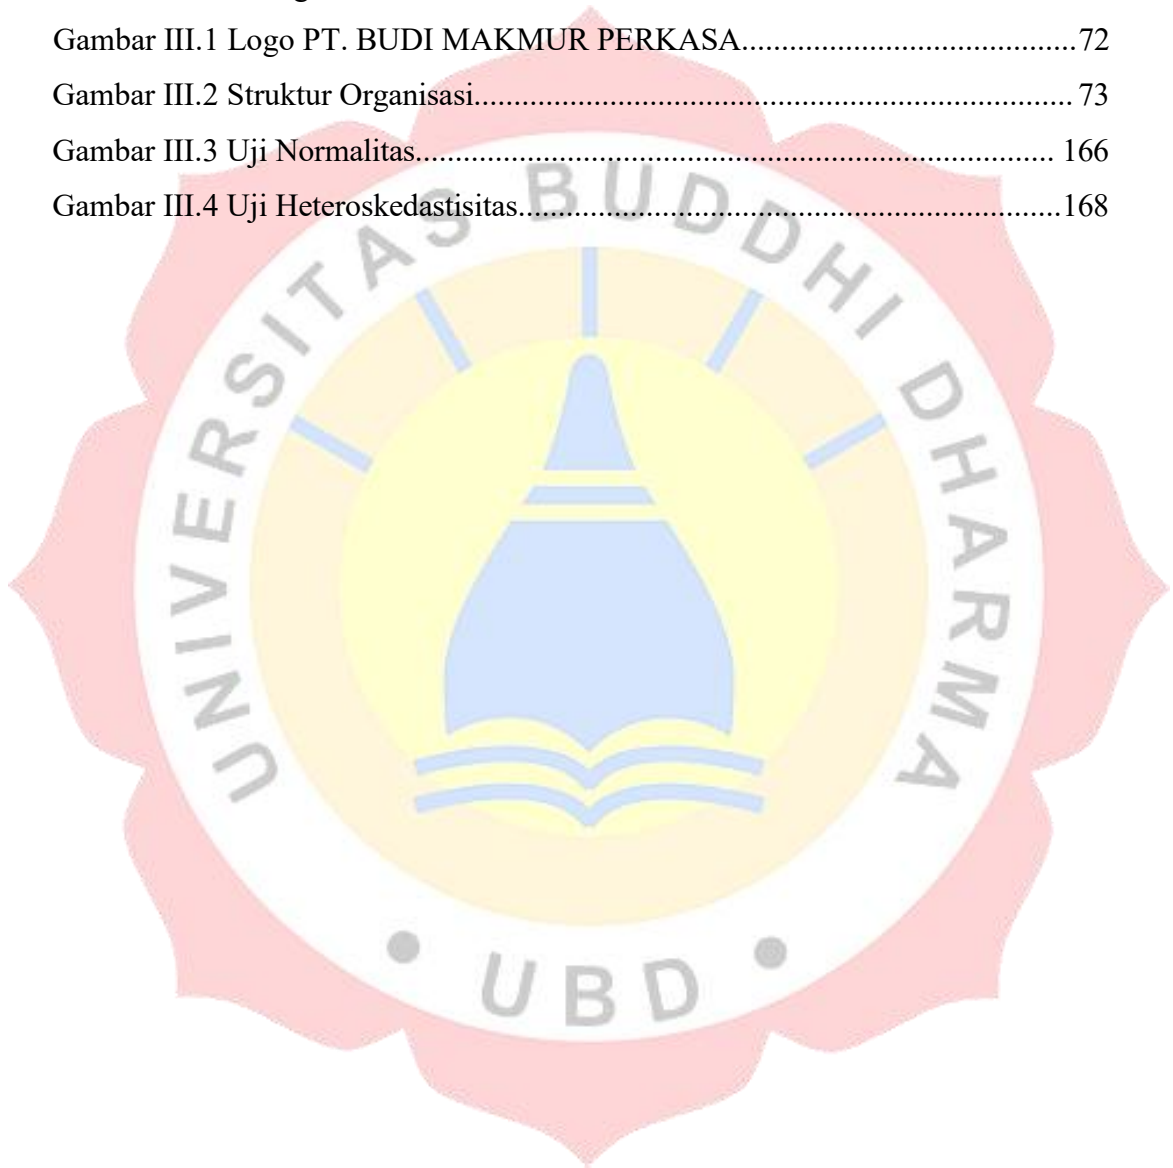 Gambar III.1 Logo PT. BUDI MAKMUR PERKASA..........................................72
Gambar III.2 Struktur Organisasi........................................................................... 73
Gambar III.3 Uji Normalitas................................................................................ 166
Gambar III.4 Uji Heteroskedastisitas....................................................................168
UNIVERSITAS BUDDHI DHARMA
• UBD •